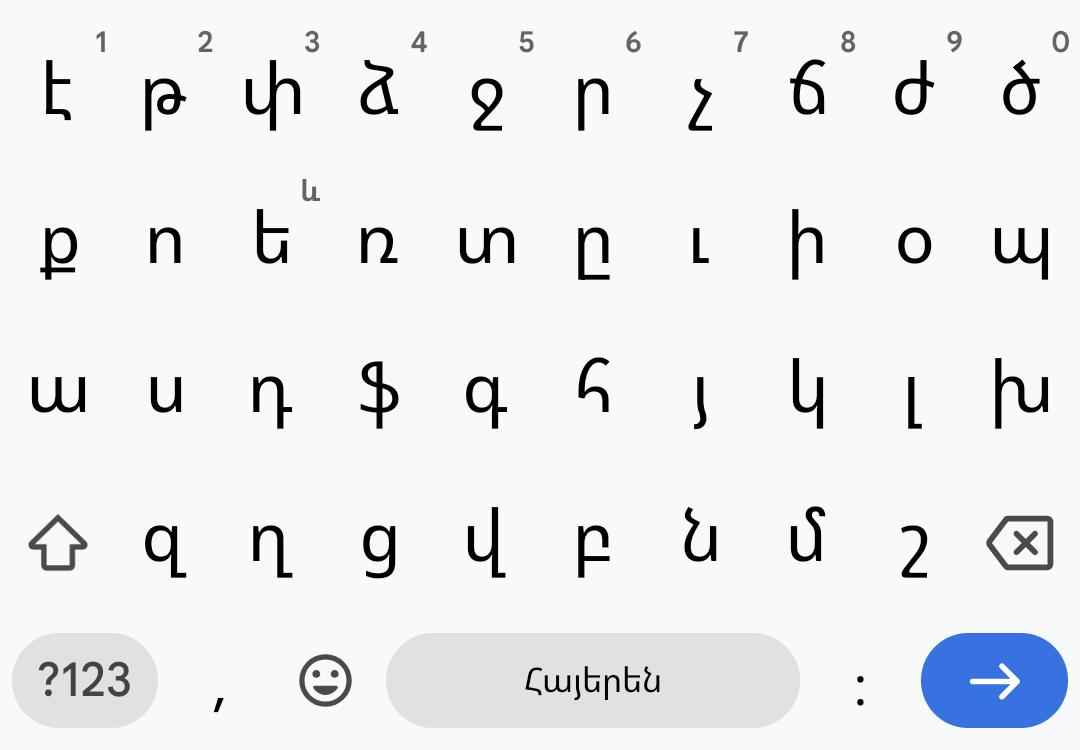 1 2 3 4 5 6 7 8 9 0
է թ փ ձ ջ ր չ ճ ժ ծ
և
ք ո ե ռ տ ը ւ ի օ պ
ա ս դ ֆ գ հ յ կ լ խ
զ ղ ց վ բ ն մ շ
?123 , Հայերեն :